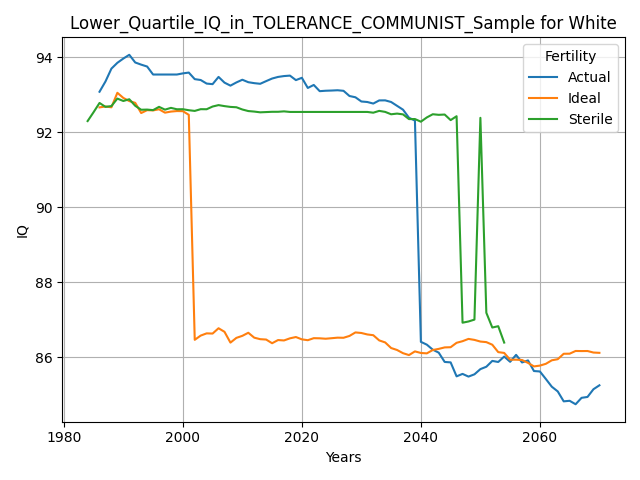 Lower_Quartile_IQ_in_TOLERANCE_COMMUNIST_Sample for White
Fertility
Actual
Ideal
Sterile
94
92
90
88
86
IQ
1980
2000
2020
2040
2060
Years